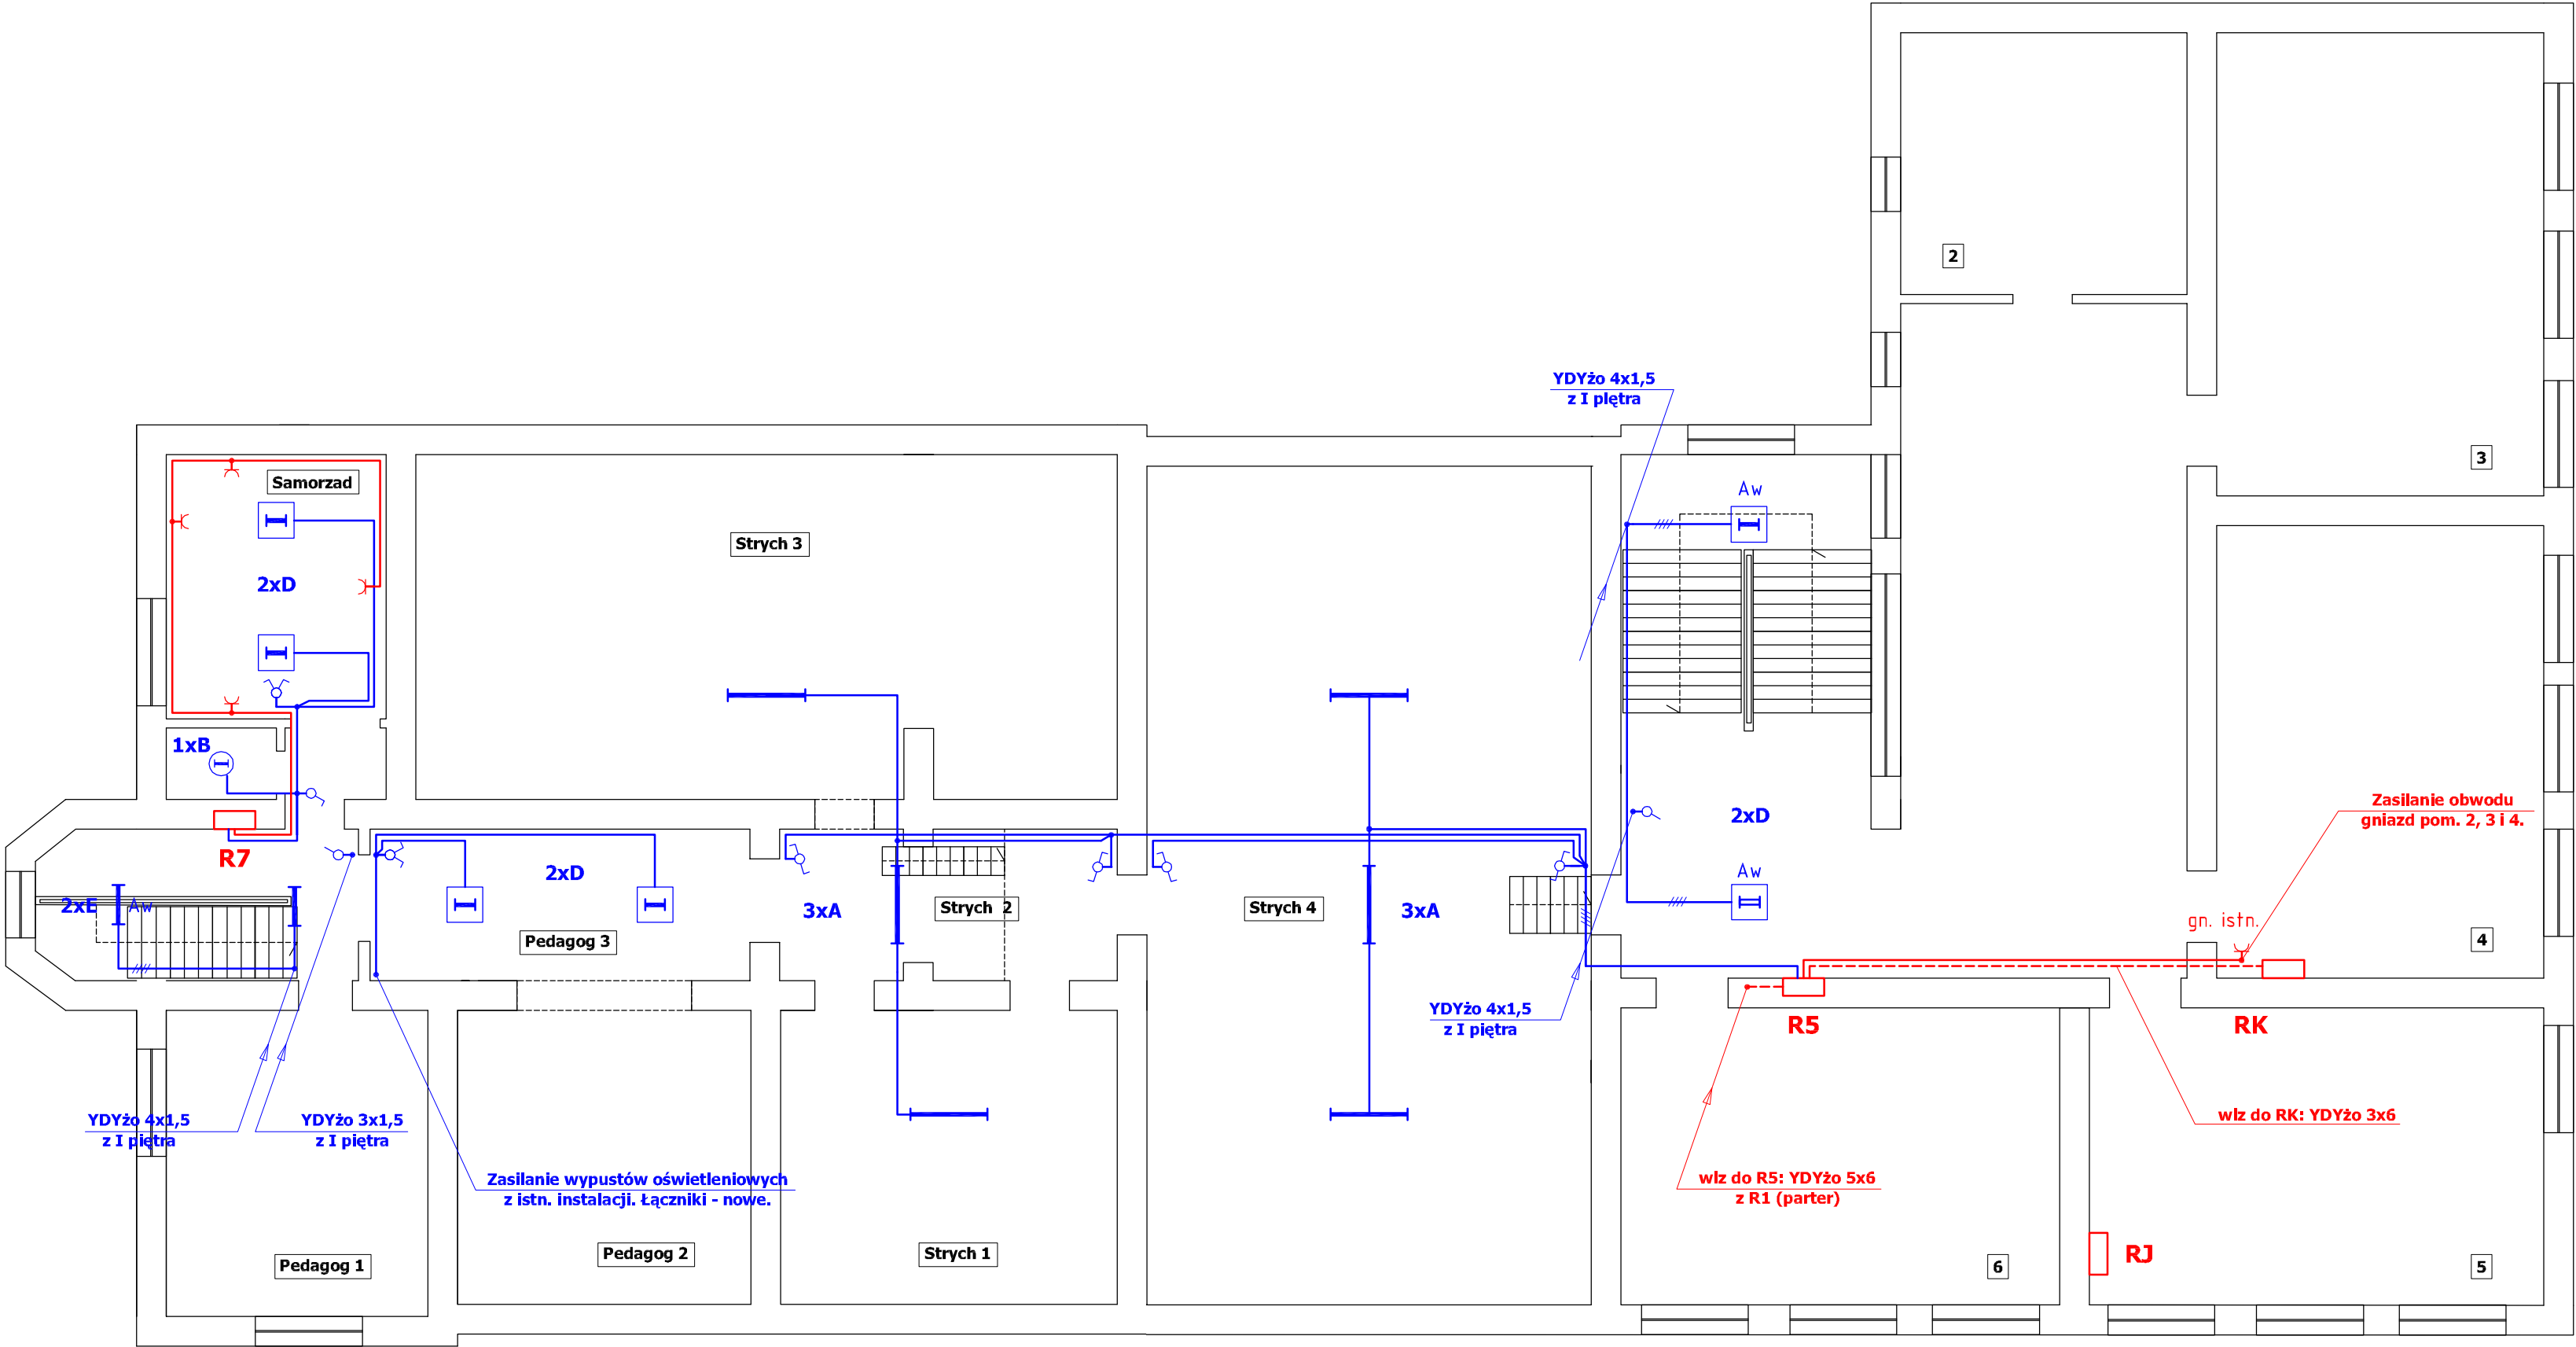 2
YDYżo 4x1,5
z I piętra
3
Samorzad
Aw
Strych 3
2xD
1xB
Zasilanie obwodu
gniazd pom. 2, 3 i 4.
2xD
R7
2xD
Aw
2xE
Aw
3xA
Strych 2
Strych 4
3xA
gn. istn.
Pedagog 3
4
YDYżo 4x1,5
z I piętra
R5
RK
YDYżo 4x1,5
z I piętra
YDYżo 3x1,5
z I piętra
wlz do RK: YDYżo 3x6
Zasilanie wypustów oświetleniowych
z istn. instalacji. Łączniki - nowe.
wlz do R5: YDYżo 5x6
z R1 (parter)
Pedagog 1
Pedagog 2
Strych 1
RJ
6
5